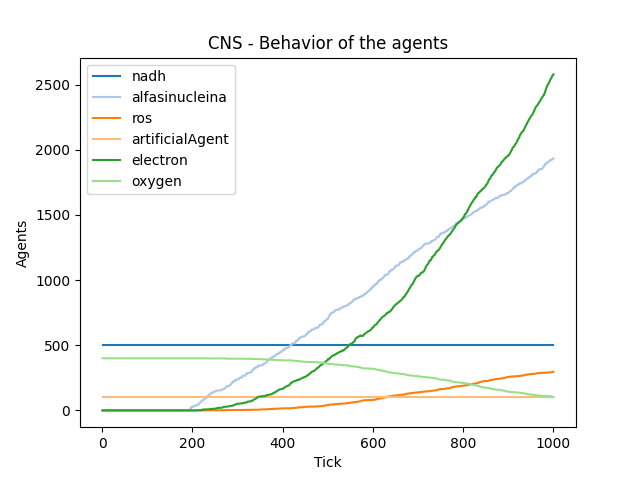 CNS - Behavior of the agents
nadh
alfasinucleina
ros
artificialAgent
electron
oxygen
2500
2000
1500
1000
500
0
Agents
0 200 400 600 800 1000
Tick